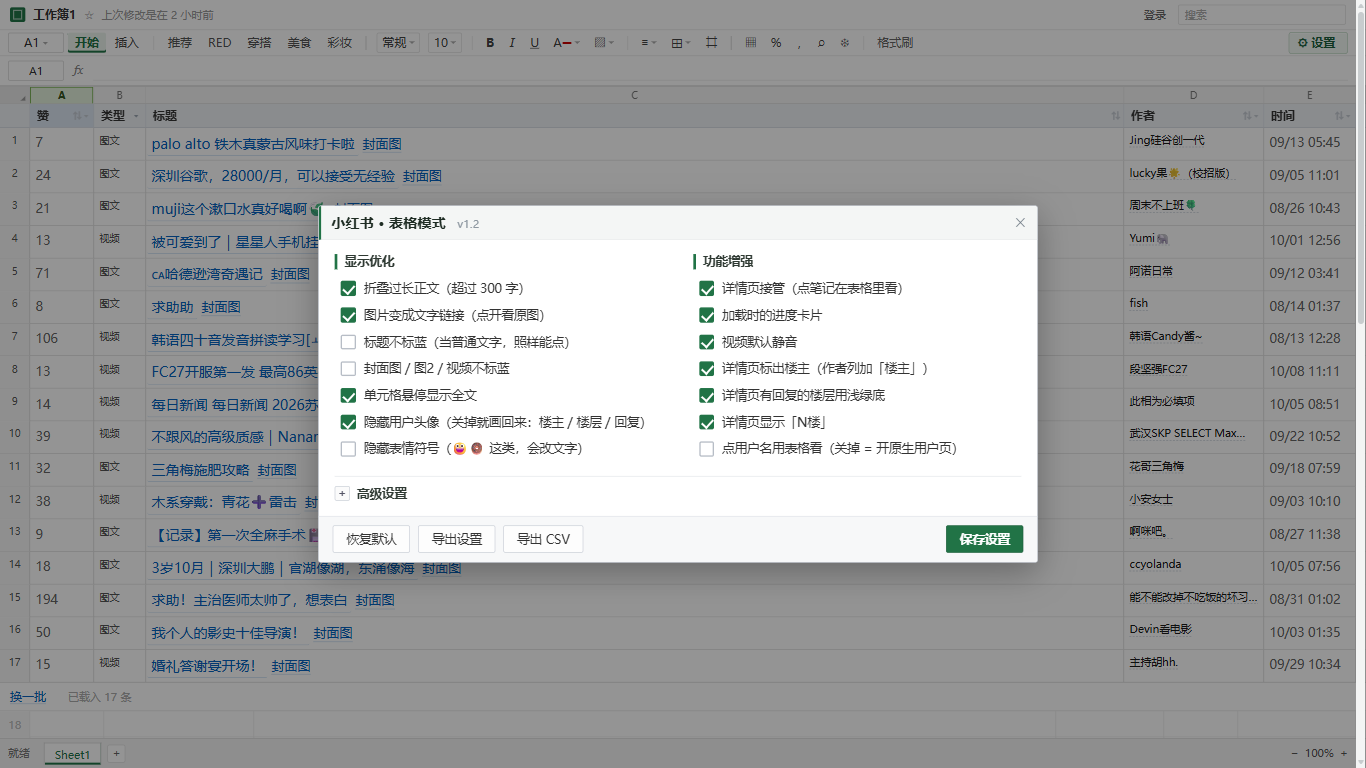 工作簿1 ☆ 上次修改是在 2 小时前 登录 搜索
A1 开始 插入 推荐 RED 穿搭 美食 彩妆 常规 10 B I U A % , 格式刷 设置
A1 fx
A B C D E
赞 类型 标题 作者 时间
1 7 图文 palo alto 铁木真蒙古风味打卡啦 封面图 Jing硅谷创一代 09/13 05:45
2 24 图文 深圳谷歌，28000/月，可以接受无经验 封面图 lucky果🌟（校招版） 09/05 11:01
3 21 图文 muji这个漱口水真好喝啊 周末不上班🍀 08/26 10:43
4 13 视频 被可爱到了 | 星星人手机挂 Yumi🐘 10/01 12:56
5 71 图文 ᴄᴀ哈德逊湾奇遇记 封面图 阿诺日常 09/12 03:41
6 8 图文 求助助 封面图 fish 08/14 01:37
7 106 视频 韩语四十音发音拼读学习 韩语Candy酱~ 08/13 12:28
8 13 视频 FC27开服第一发 最高86英 段坚强FC27 10/08 11:11
9 14 视频 每日新闻 每日新闻 2026苏 此相为必填项 10/05 08:51
10 39 视频 不跟风的高级质感 | Nanan 武汉SKP SELECT Max... 09/22 10:52
11 32 图文 三角梅施肥攻略 封面图 花哥三角梅 09/18 07:59
12 38 视频 木系穿戴：青花➕雷击 封 小安女士 09/03 10:10
13 9 图文 【记录】第一次全麻手术 啊咪吧。 08/27 11:38
14 18 图文 3岁10月 | 深圳大鹏 | 官湖像湖，东涌像海 封面图 ccyolanda 10/05 07:56
15 194 图文 求助！主治医师太帅了，想表白 封面图 能不能改掉不吃饭的坏习... 08/31 01:02
16 50 图文 我个人的影史十佳导演！ 封面图 Devin看电影 10/03 01:35
17 15 视频 婚礼答谢宴开场！ 封面图 主持胡hh. 09/29 10:34
小红书 • 表格模式 v1.2 ×
显示优化
折叠过长正文（超过 300 字）
图片变成文字链接（点开看原图）
标题不标蓝（当普通文字，照样能点）
封面图 / 图2 / 视频不标蓝
单元格悬停显示全文
隐藏用户头像（关掉就画回来：楼主 / 楼层 / 回复）
隐藏表情符号（😀 🍩 这类，会改文字）
功能增强
详情页接管（点笔记在表格里看）
加载时的进度卡片
视频默认静音
详情页标出楼主（作者列加「楼主」）
详情页有回复的楼层用浅绿底
详情页显示「N楼」
点用户名用表格看（关掉 = 开原生用户页）
+ 高级设置
恢复默认 导出设置 导出 CSV 保存设置
换一批 已载入 17 条
18
就绪 Sheet1 + − 100% +